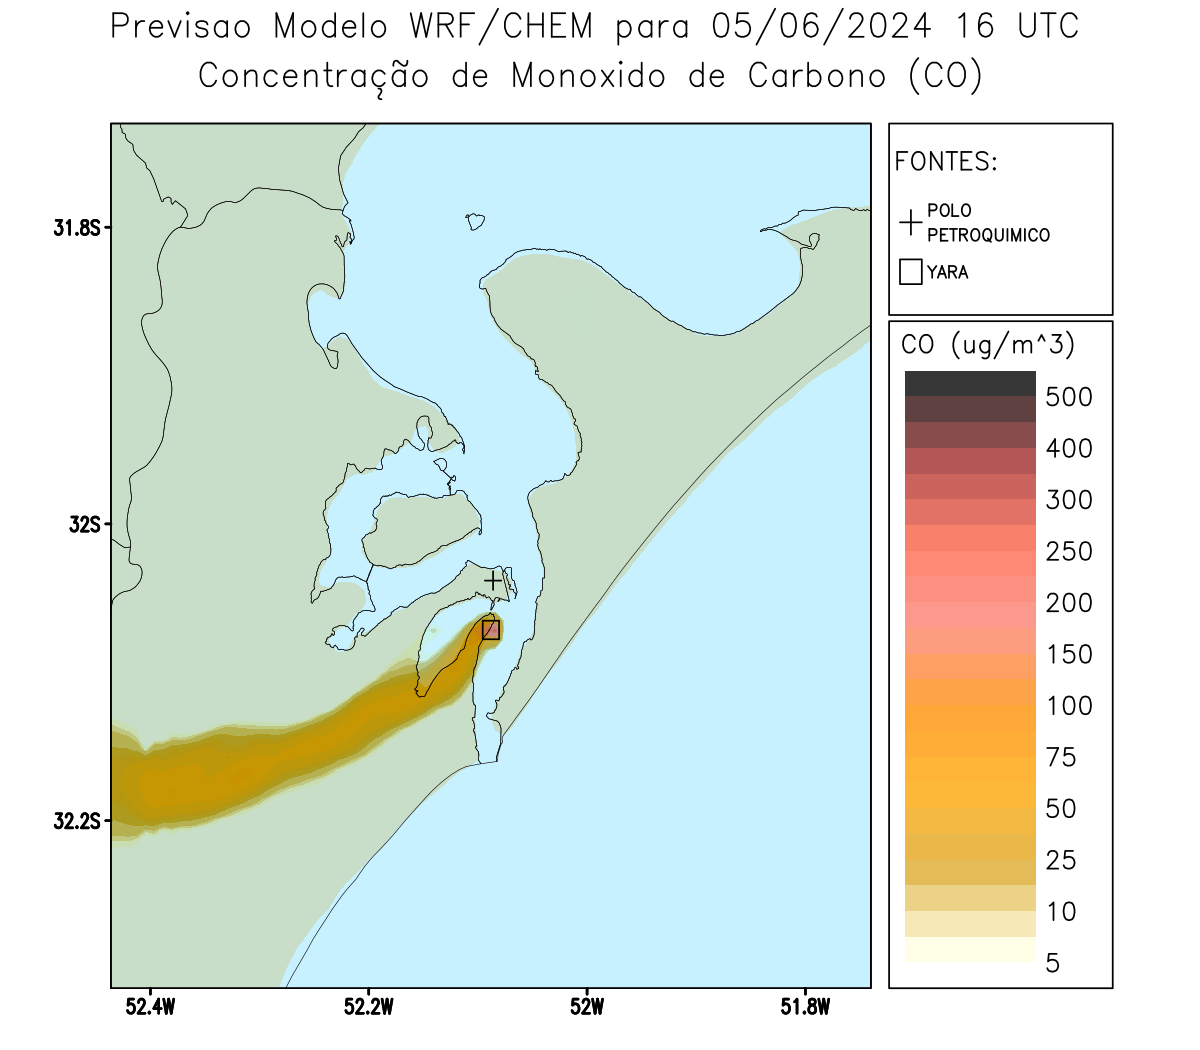 Previsao Modelo WRF/CHEM para 05/06/2024 16 UTC
Concentração de Monoxido de Carbono (CO)
FONTES:
POLO
PETROQUIMICO
YARA
31.8S
32S
32.2S
52.4W
52.2W
52W
51.8W
CO (ug/m^3)
500
400
300
250
200
150
100
75
50
25
10
5